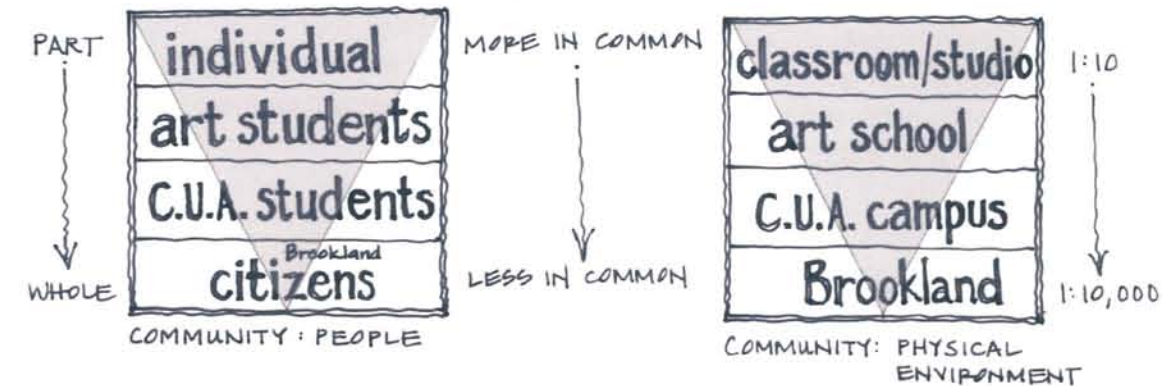 PART
WHOLE
individual
art students
C.U.A. students
Brookland
citizens
COMMUNITY: PEOPLE
MORE IN COMMON
LESS IN COMMON
classroom/studio
art school
C.U.A. campus
Brookland
COMMUNITY: PHYSICAL
ENVIRONMENT
1:10
1:10,000